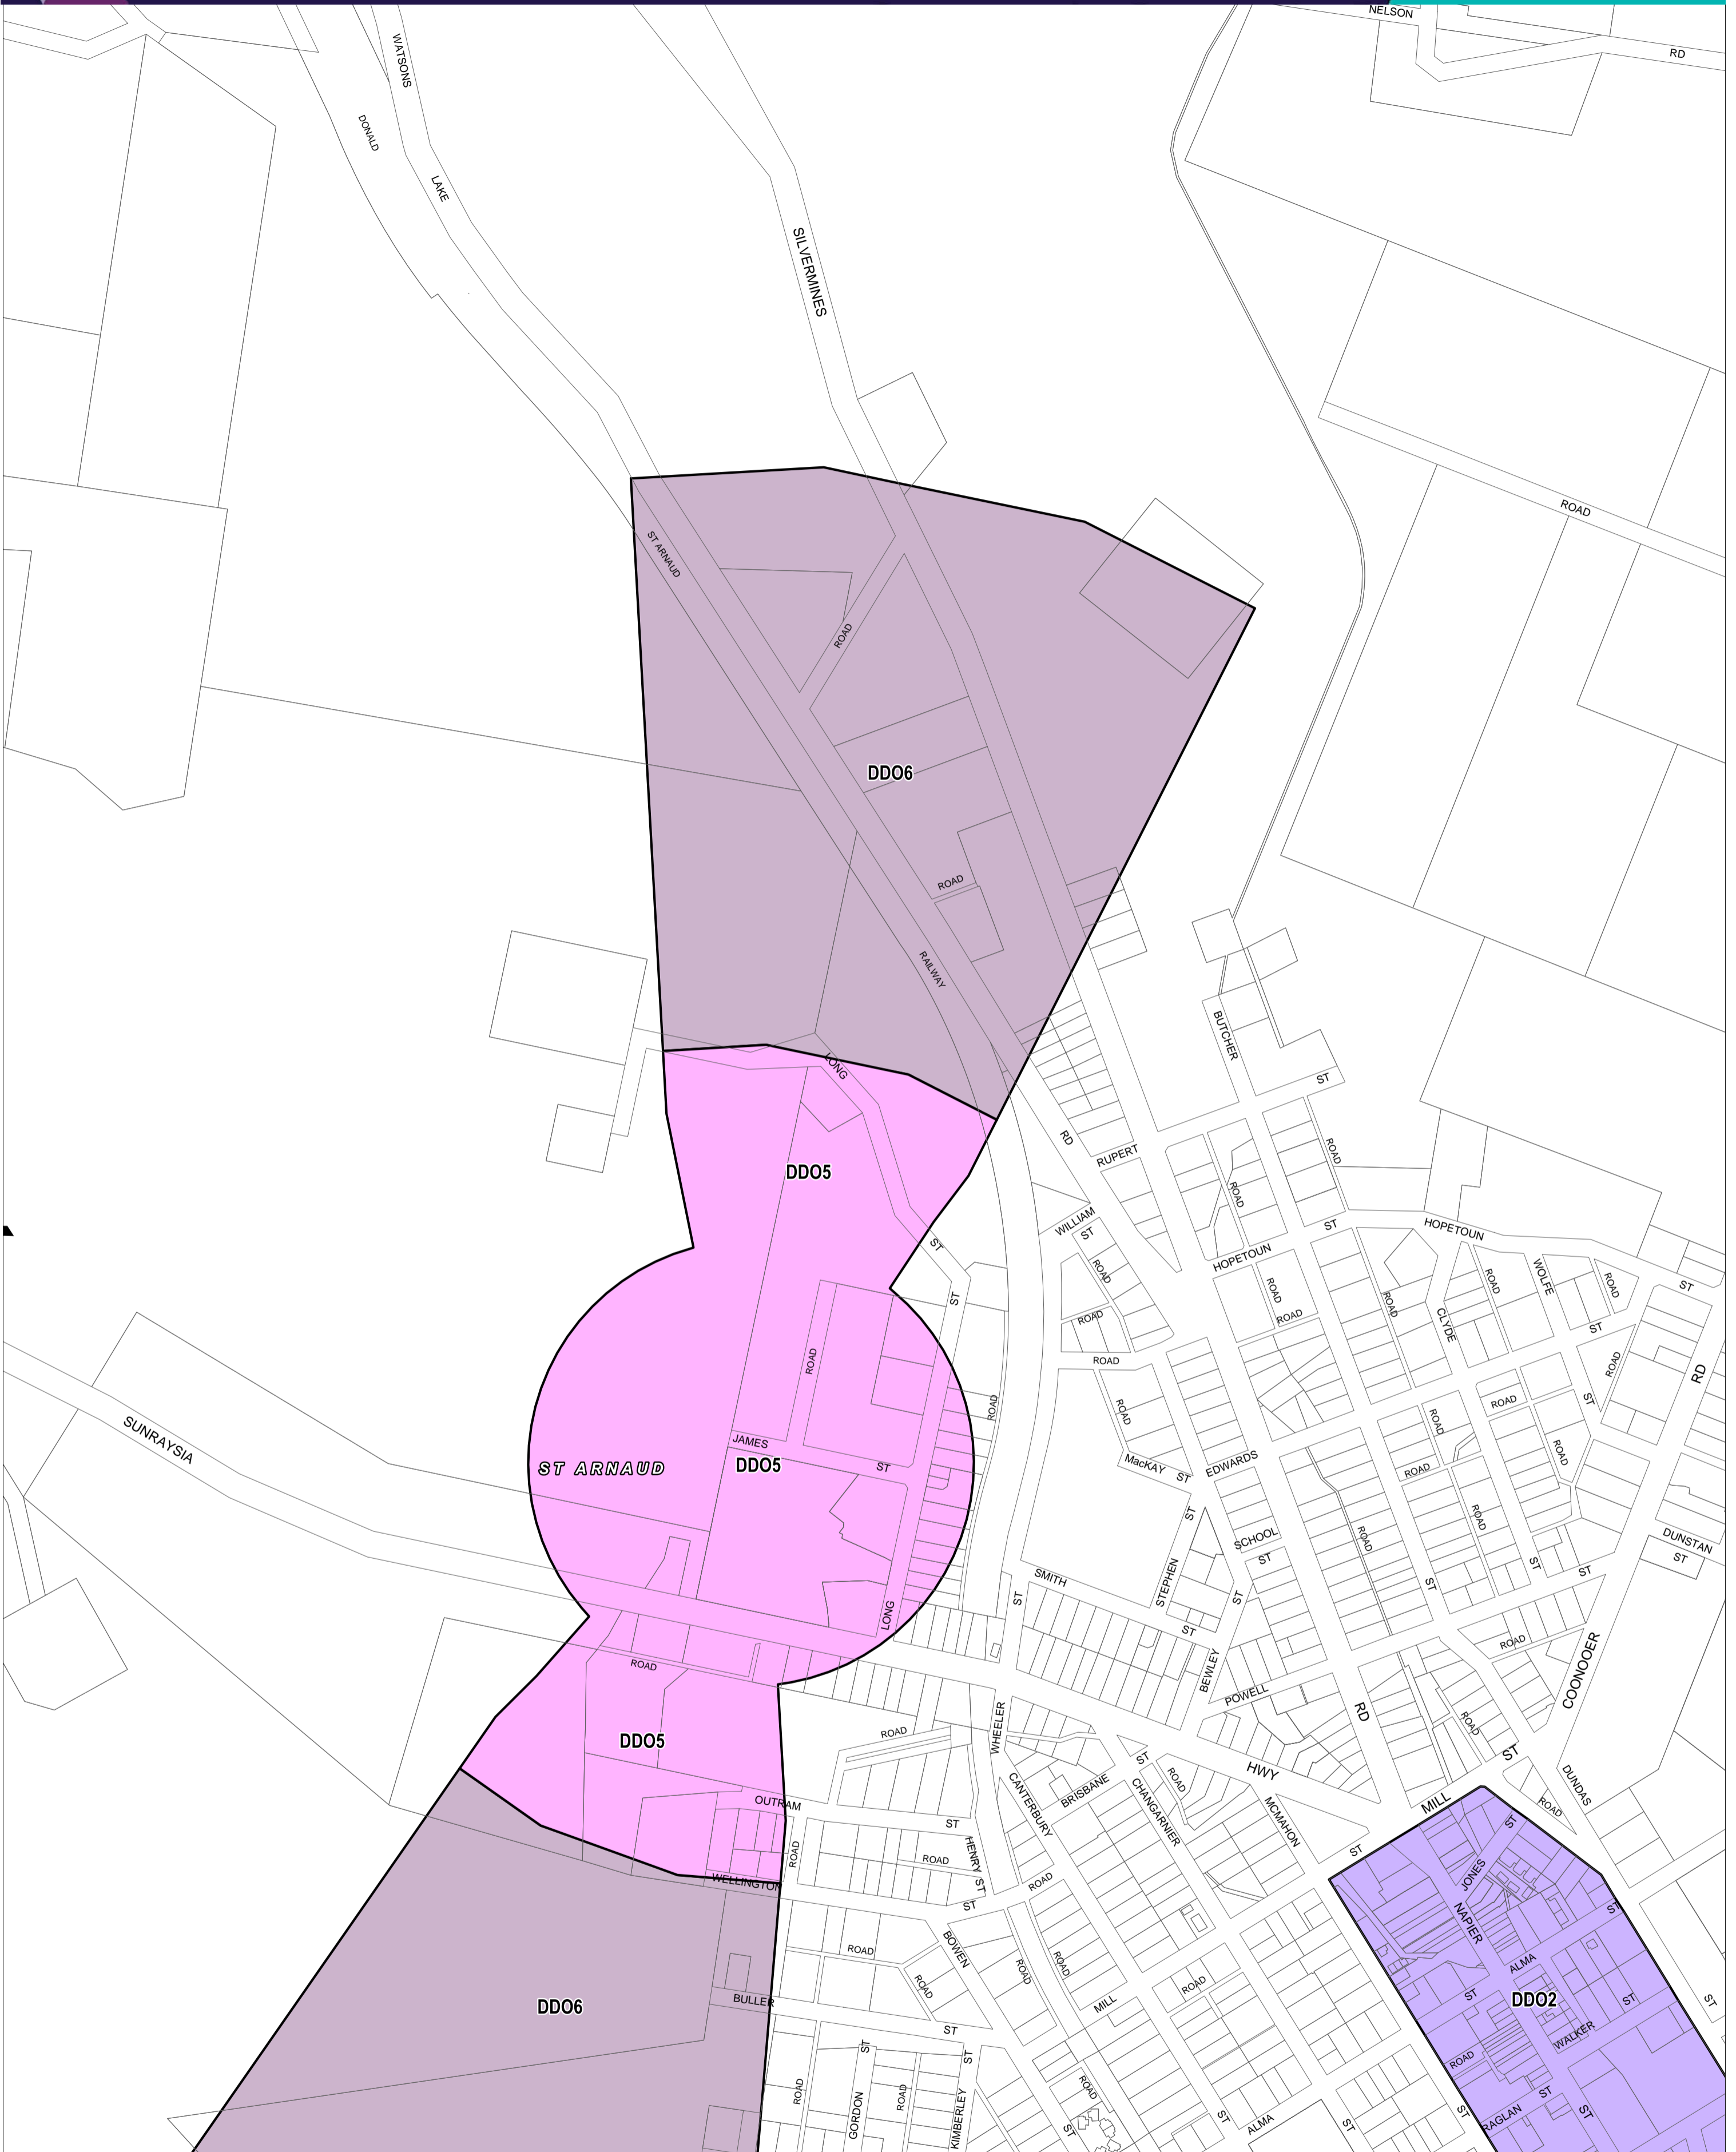 NELSON
RD
WATSONS
DONALD
LAKE
SILVERMINES
ROAD
ST ARNAUD
ROAD
DDO6
ROAD
RAILWAY
BUTCHER
LONG
ST
RD
RUPERT
ROAD
DDO5
ROAD
WILLIAM
ST
ST
HOPETOUN
ST
HOPETOUN
ROAD
WOLFE
ROAD
ROAD
ROAD
ST
ST
ROAD
ROAD
ROAD
CLYDE
ST
ROAD
ROAD
ROAD
RD
ROAD
ST
ROAD
ROAD
ROAD
SUNRAYSIA
JAMES
ST
ST ARNAUD
DDO5
MacKAY ST
EDWARDS
ROAD
ROAD
ST
ROAD
ROAD
SCHOOL
ST
DUNSTAN
ST
SMITH
STEPHEN
ST
ST
ST
ST
ST
LONG
ST
ROAD
ROAD
BEWLEY
POWELL
COONOOER
RD
ROAD
WHEELER
ROAD
DDO5
ST
HWY
ST
ROAD
BRISBANE
CANTERBURY
CHANGARNIER
MCMAHON
MILL
DUNDAS
ROAD
OUTRAM
ST
ST
ST
ROAD
ROAD
HENRY
ST
JONES
WELLINGTON
ROAD
ST
NAPIER
ST
BOWEN
ROAD
ROAD
ROAD
ROAD
ROAD
ALMA
DDO6
BULLER
MILL
ST
DDO2
ST
ST
ST
ST
ST
WALKER
ROAD
ROAD
GORDON
ROAD
KIMBERLEY
ROAD
ST
ST
ALMA
ST
ST
RAGLAN
ST
ST